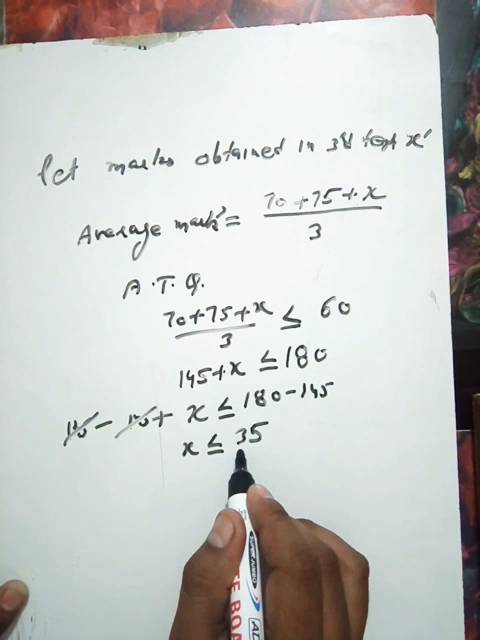 let marks obtained in 3rd test 'x'
Average mark's = 70+75+x / 3
A.T.Q.
70+75+x / 3 ≤ 60
145+x ≤ 180
x ≤ 180-145
x ≤ 35